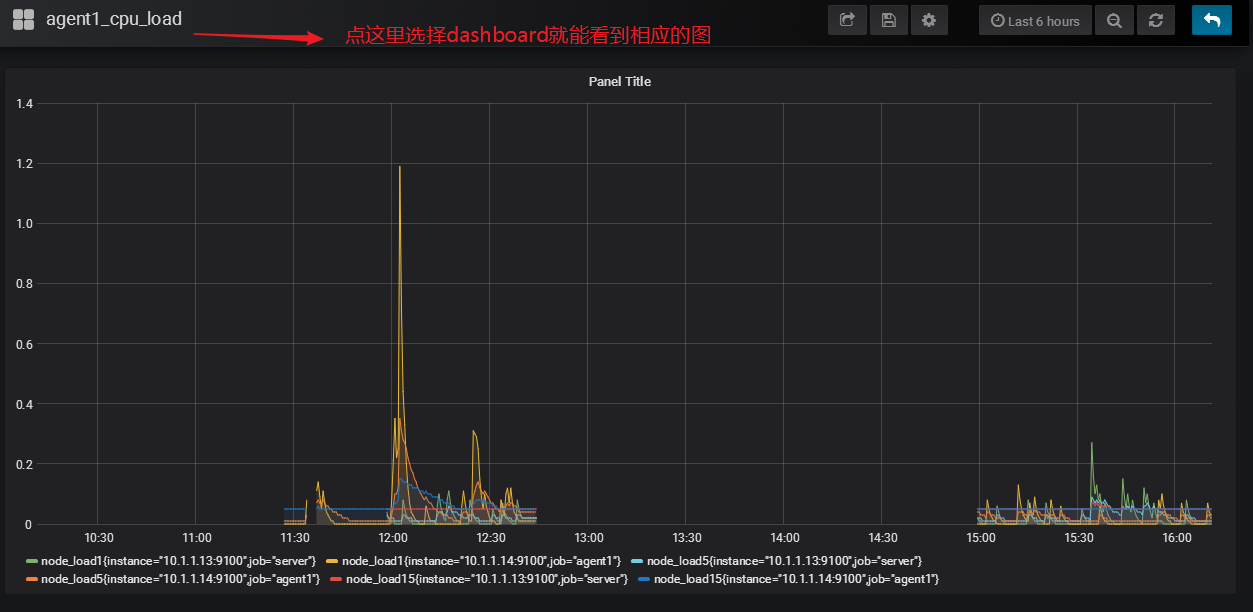 agent1_cpu_load
点这里选择dashboard就能看到相应的图
Last 6 hours
Panel Title
1.4
1.2
1.0
0.8
0.6
0.4
0.2
0
10:30 11:00 11:30 12:00 12:30 13:00 13:30 14:00 14:30 15:00 15:30 16:00
node_load1{instance="10.1.1.13:9100",job="server"} node_load1{instance="10.1.1.14:9100",job="agent1"} node_load5{instance="10.1.1.13:9100",job="server"}
node_load5{instance="10.1.1.14:9100",job="agent1"} node_load15{instance="10.1.1.13:9100",job="server"} node_load15{instance="10.1.1.14:9100",job="agent1"}